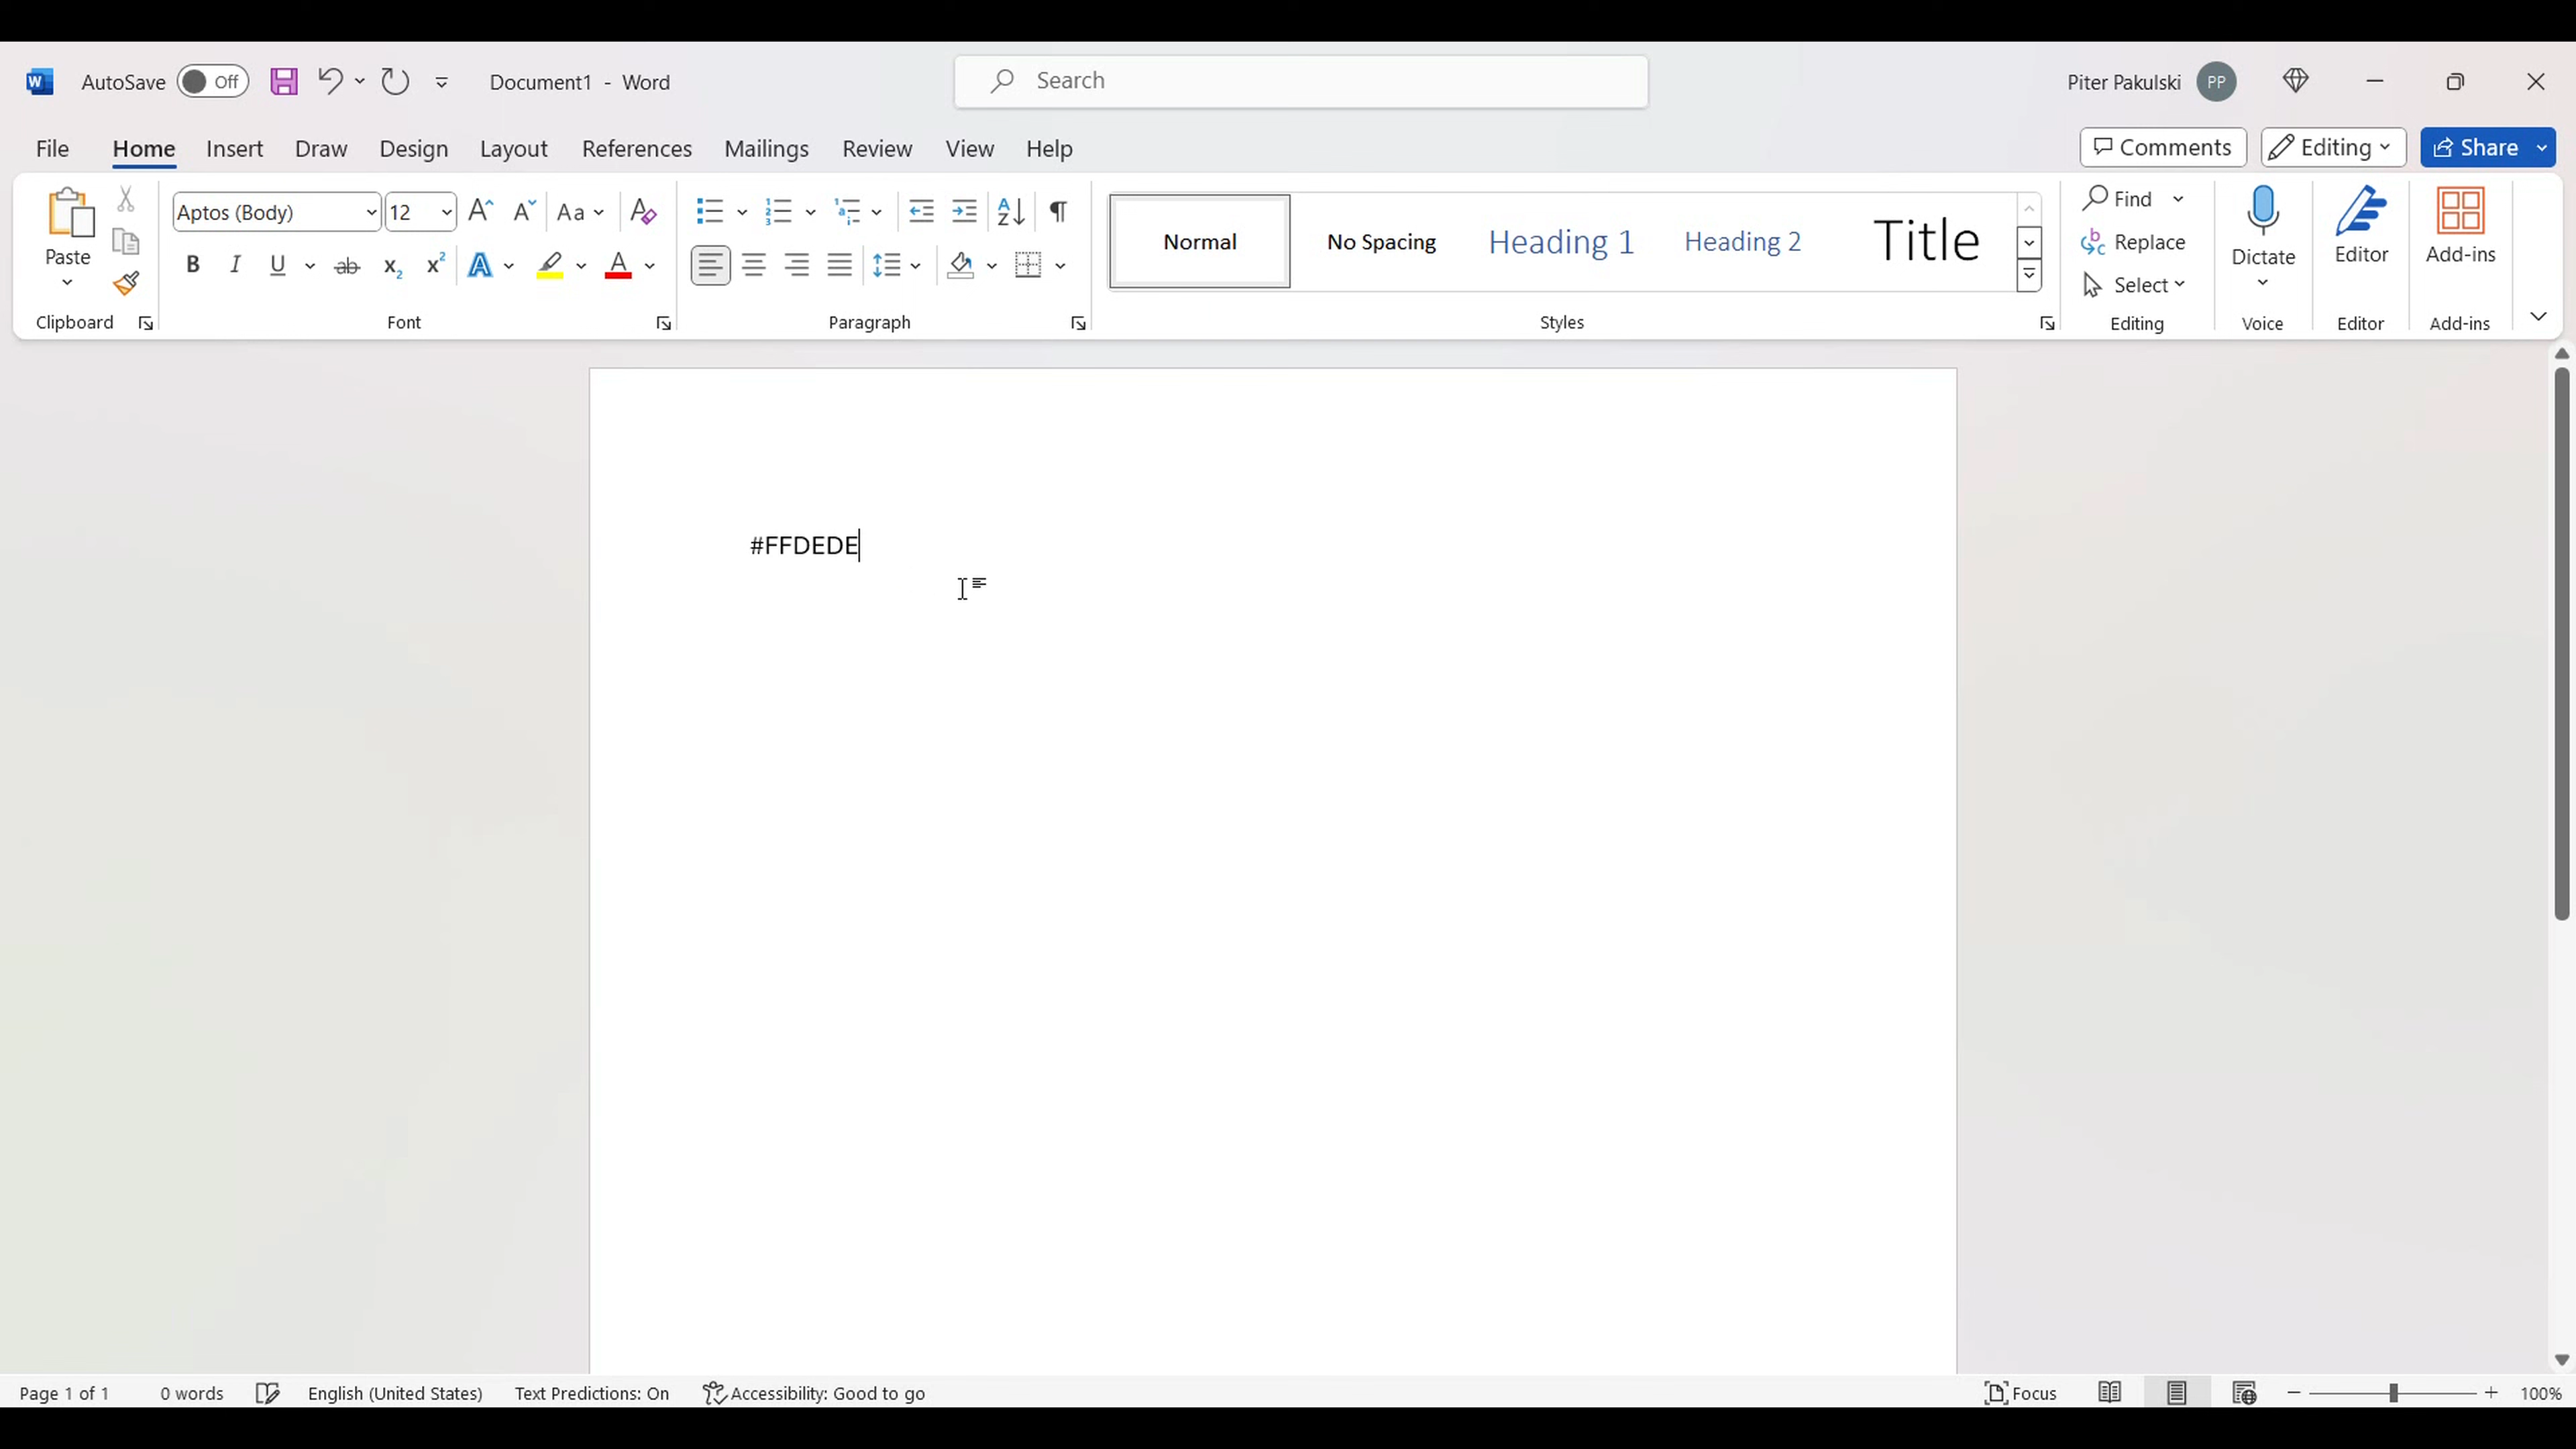 AutoSave Off Document1 - Word Search Piter Pakulski PP
File Home Insert Draw Design Layout References Mailings Review View Help Comments Editing Share
Paste
Clipboard
Aptos (Body) 12
Font
Paragraph
Normal No Spacing Heading 1 Heading 2 Title
Styles
Find
Replace
Select
Editing
Dictate
Voice
Editor
Editor
Add-ins
Add-ins
#FFDEDE
Page 1 of 1 0 words English (United States) Text Predictions: On Accessibility: Good to go Focus 100%